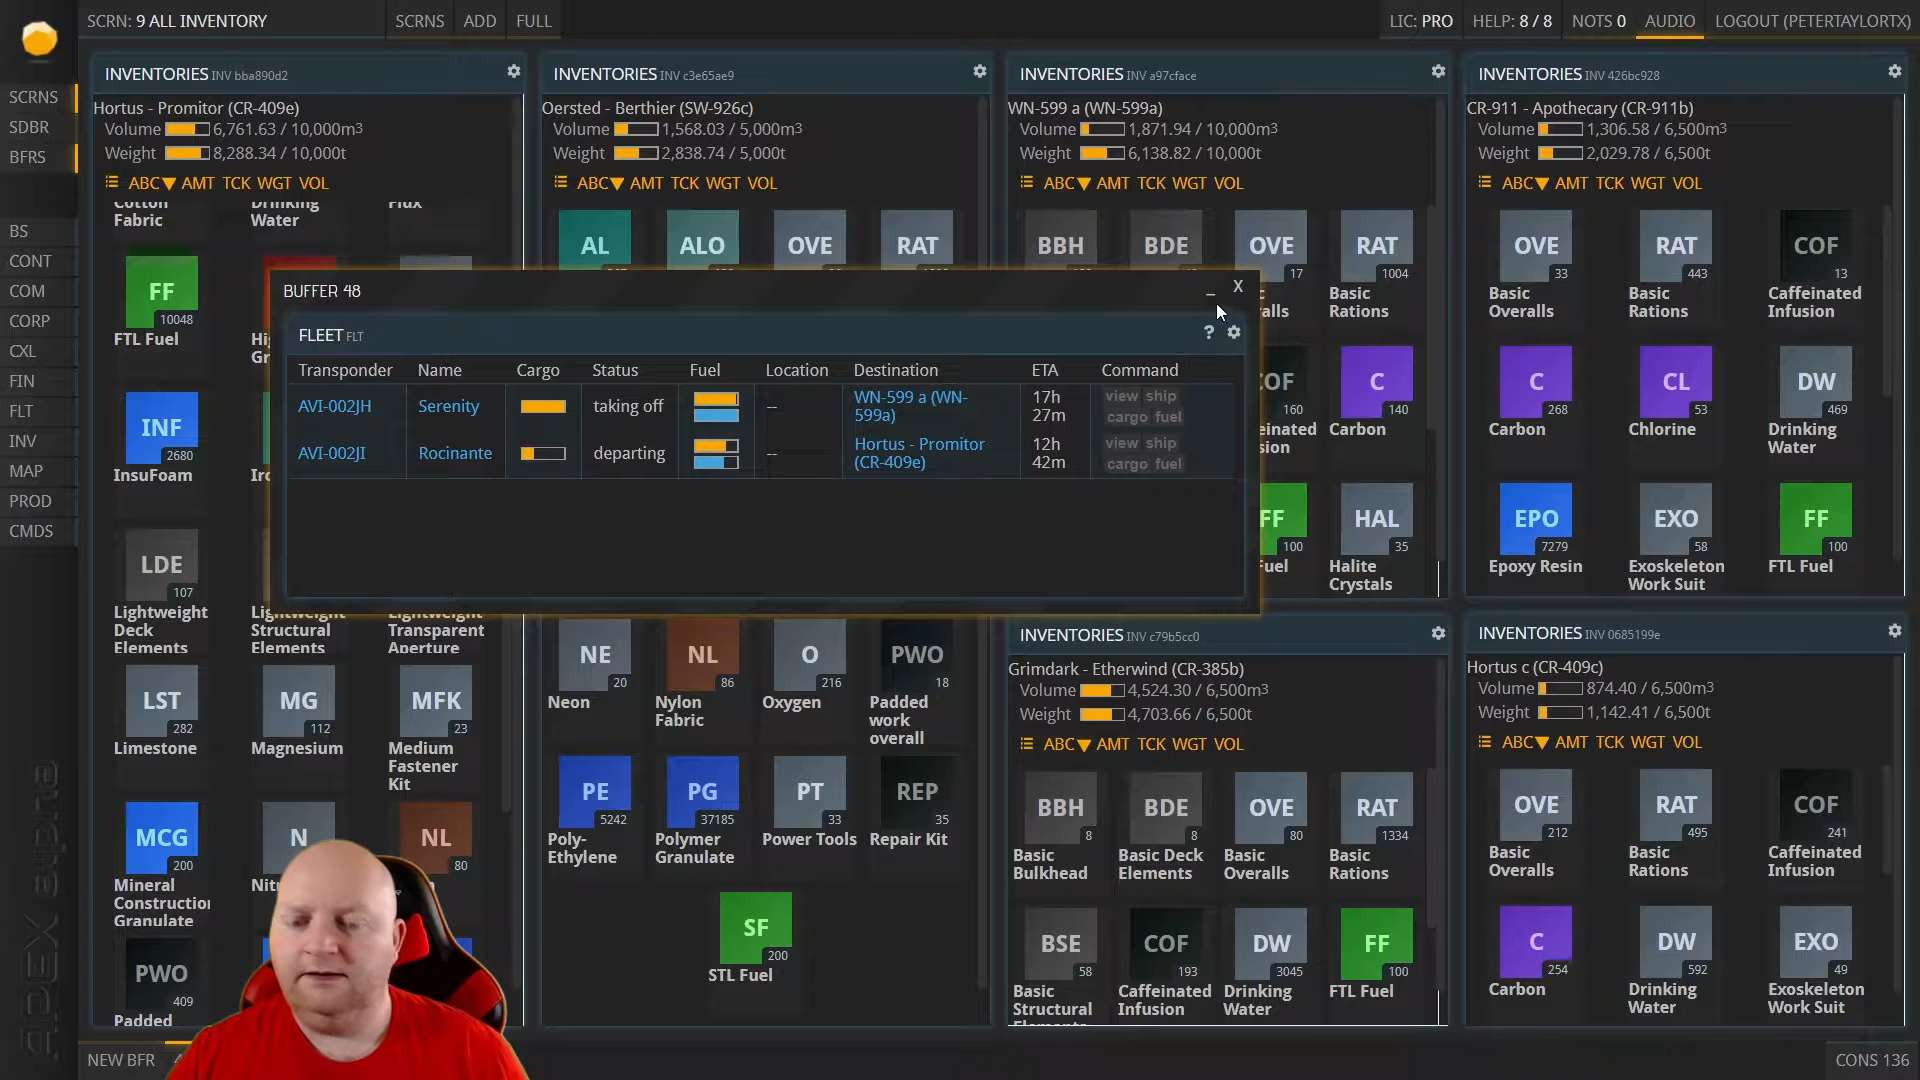 SCRN: 9 ALL INVENTORY
SCRNS ADD FULL
LIC: PRO HELP: 8 / 8 NOTS 0 AUDIO LOGOUT (PETERTAYLORTX)
SCRNS
SDBR
BFRS
BS
CONT
COM
CORP
CXL
FIN
FLT
INV
MAP
PROD
CMDS
APEX alpha
INVENTORIES INV bba890d2
Hortus - Promitor (CR-409e)
Volume 6,761.63 / 10,000m3
Weight 8,288.34 / 10,000t
ABC▼ AMT TCK WGT VOL
Cotton Fabric
Drinking Water
Flux
FF 10048
FTL Fuel
INF 2680
InsuFoam
LDE 107
Lightweight Deck Elements
Lightweight Structural Elements
Lightweight Transparent Aperture
LST 282
Limestone
MG 112
Magnesium
MFK 23
Medium Fastener Kit
MCG 200
Mineral Construction Granulate
N
NL 80
PWO 409
Padded
INVENTORIES INV c3e65ae9
Oersted - Berthier (SW-926c)
Volume 1,568.03 / 5,000m3
Weight 2,838.74 / 5,000t
ABC▼ AMT TCK WGT VOL
AL
ALO
OVE
RAT
NE 20
Neon
NL 86
Nylon Fabric
O 216
Oxygen
PWO 18
Padded work overall
PE 5242
Poly-Ethylene
PG 37185
Polymer Granulate
PT 33
Power Tools
REP 35
Repair Kit
SF 200
STL Fuel
INVENTORIES INV a97cface
WN-599 a (WN-599a)
Volume 1,871.94 / 10,000m3
Weight 6,138.82 / 10,000t
ABC▼ AMT TCK WGT VOL
BBH
BDE
OVE 17
RAT 1004
Basic Rations
160
C 140
Carbon
FF 100
Fuel
HAL 35
Halite Crystals
INVENTORIES INV 426bc928
CR-911 - Apothecary (CR-911b)
Volume 1,306.58 / 6,500m3
Weight 2,029.78 / 6,500t
ABC▼ AMT TCK WGT VOL
OVE 33
Basic Overalls
RAT 443
Basic Rations
COF 13
Caffeinated Infusion
C 268
Carbon
CL 53
Chlorine
DW 469
Drinking Water
EPO 7279
Epoxy Resin
EXO 58
Exoskeleton Work Suit
FF 100
FTL Fuel
BUFFER 48
_ X
FLEET FLT
?
Transponder Name Cargo Status Fuel Location Destination ETA Command
AVI-002JH Serenity taking off -- WN-599 a (WN-599a) 17h 27m view ship cargo fuel
AVI-002JI Rocinante departing -- Hortus - Promitor (CR-409e) 12h 42m view ship cargo fuel
INVENTORIES INV c79b5cc0
Grimdark - Etherwind (CR-385b)
Volume 4,524.30 / 6,500m3
Weight 4,703.66 / 6,500t
ABC▼ AMT TCK WGT VOL
BBH 8
Basic Bulkhead
BDE 8
Basic Deck Elements
OVE 80
Basic Overalls
RAT 1334
Basic Rations
BSE 58
Basic Structural Elements
COF 193
Caffeinated Infusion
DW 3045
Drinking Water
FF 100
FTL Fuel
INVENTORIES INV 0685199e
Hortus c (CR-409c)
Volume 874.40 / 6,500m3
Weight 1,142.41 / 6,500t
ABC▼ AMT TCK WGT VOL
OVE 212
Basic Overalls
RAT 495
Basic Rations
COF 241
Caffeinated Infusion
C 254
Carbon
DW 592
Drinking Water
EXO 49
Exoskeleton Work Suit
NEW BFR
CONS 136